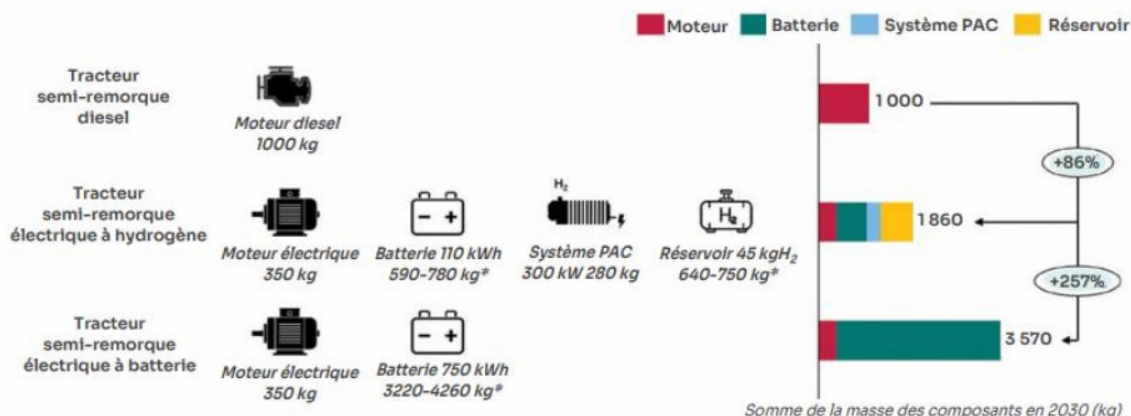 Moteur Batterie Système PAC Réservoir
Tracteur
semi-remorque
diesel
Moteur diesel
1000 kg
1 000
+86%
Tracteur
semi-remorque
électrique à hydrogène
H2
H2
Moteur électrique
350 kg
Batterie 110 kWh
590-780 kg*
Système PAC
300 kW 280 kg
Réservoir 45 kgH2
640-750 kg*
1 860
+257%
Tracteur
semi-remorque
électrique à batterie
Moteur électrique
350 kg
Batterie 750 kWh
3220-4260 kg*
3 570
Somme de la masse des composants en 2030 (kg)